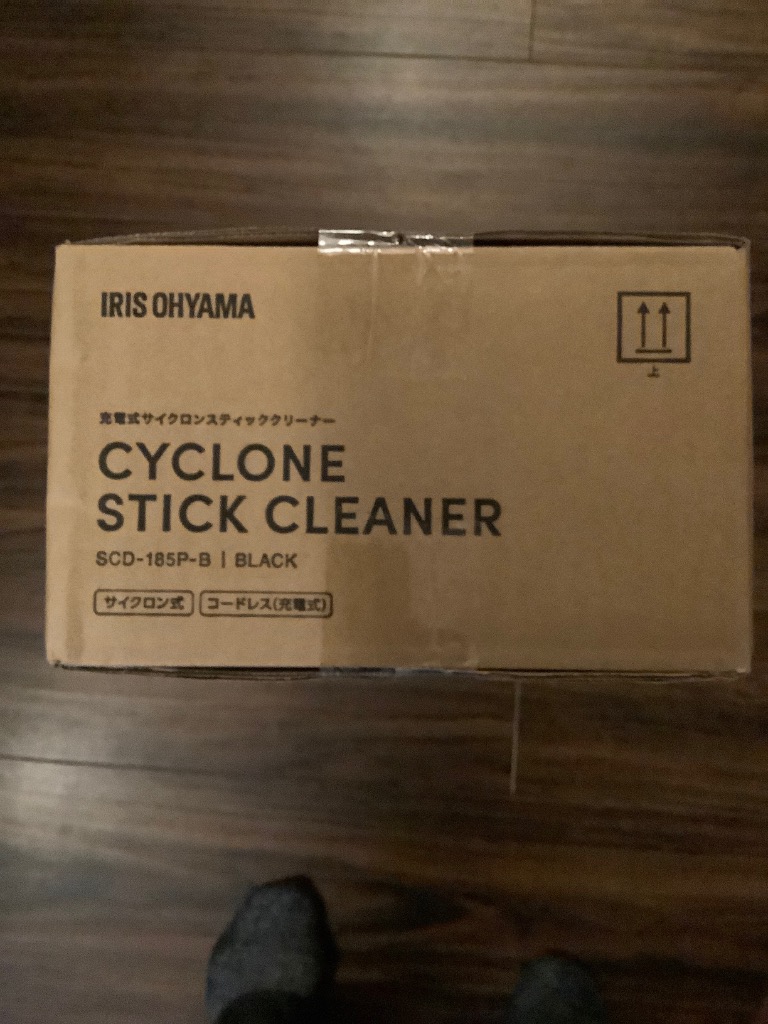 IRIS OHYAMA
上
充電式サイクロンスティッククリーナー
CYCLONE
STICK CLEANER
SCD-185P-B | BLACK
サイクロン式 コードレス(充電式)